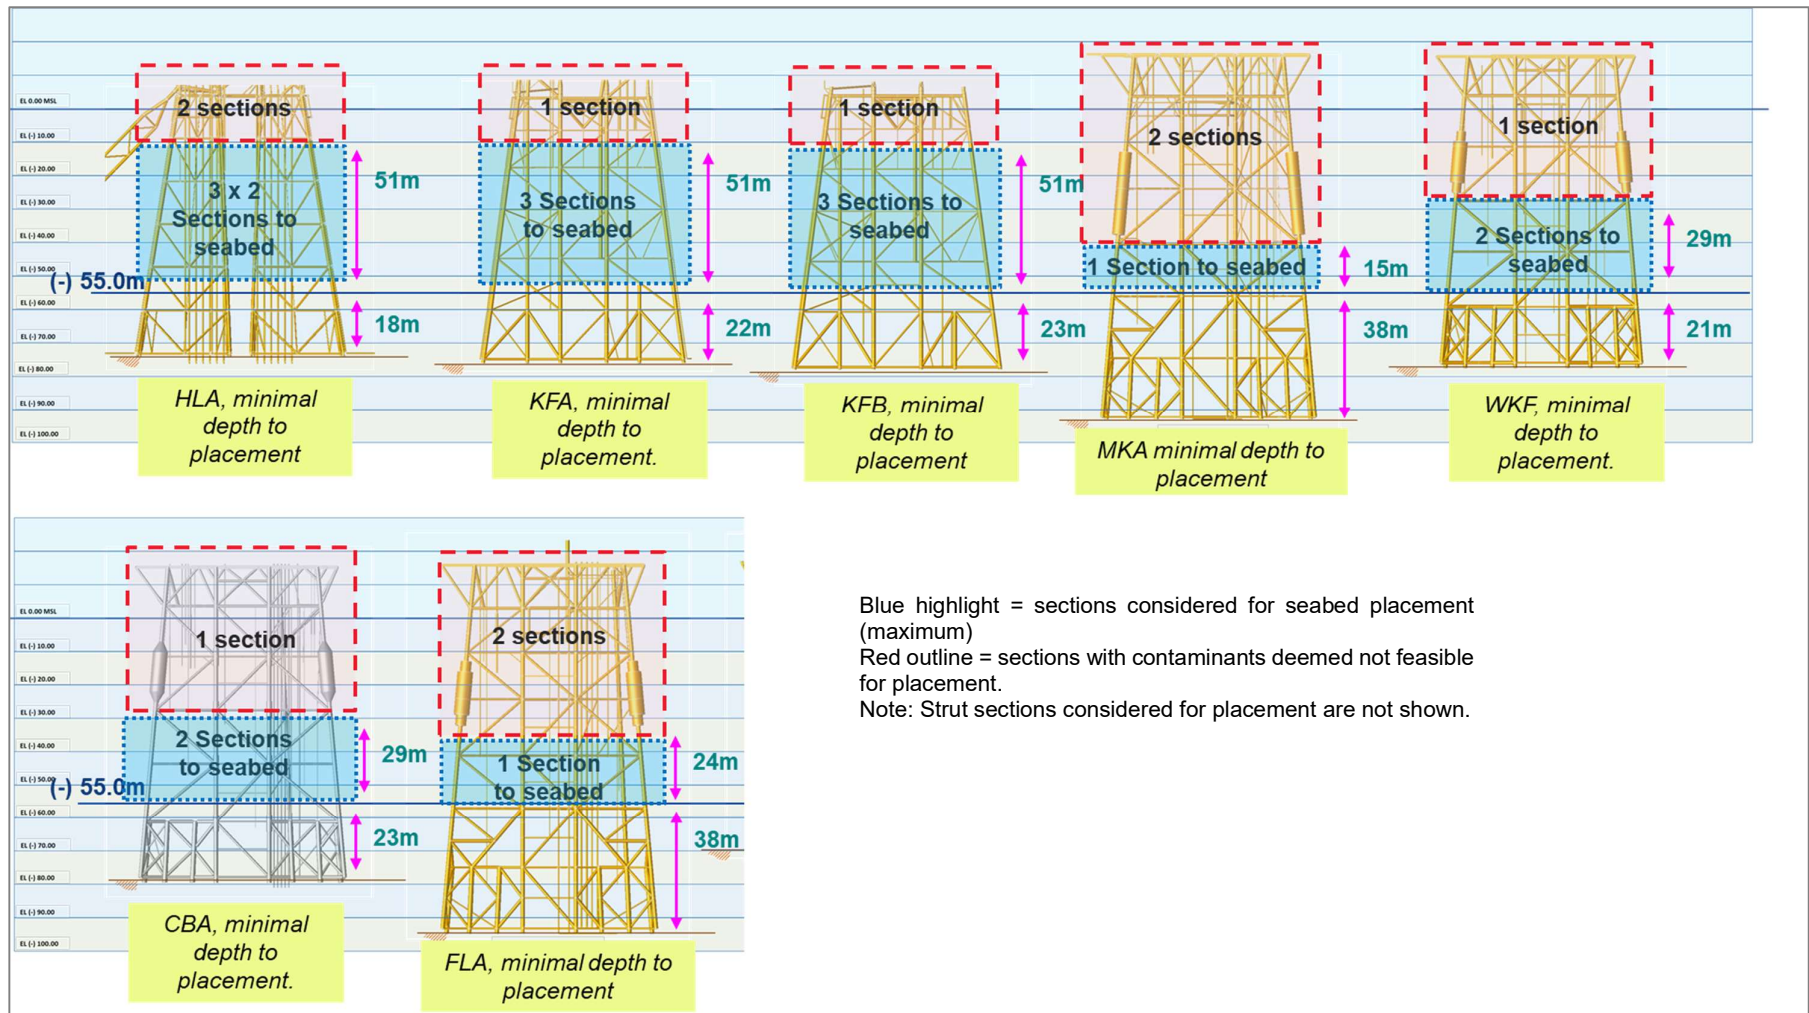 EL 0.00 MSL
EL (-) 10.00
EL (-) 20.00
EL (-) 30.00
EL (-) 40.00
EL (-) 50.00
(-) 55.0m
EL (-) 60.00
EL (-) 70.00
EL (-) 80.00
EL (-) 90.00
EL (-) 100.00
2 sections
3 x 2
Sections to
seabed
51m
18m
HLA, minimal
depth to
placement
1 section
3 Sections
to seabed
51m
22m
KFA, minimal
depth to
placement.
1 section
3 Sections to
seabed
51m
23m
KFB, minimal
depth to
placement
2 sections
1 Section to seabed
15m
38m
MKA minimal depth to
placement
1 section
2 Sections to
seabed
29m
21m
WKF, minimal
depth to
placement.
EL 0.00 MSL
EL (-) 10.00
EL (-) 20.00
EL (-) 30.00
EL (-) 40.00
EL (-) 50.00
(-) 55.0m
EL (-) 60.00
EL (-) 70.00
EL (-) 80.00
EL (-) 90.00
EL (-) 100.00
1 section
2 Sections
to seabed
29m
23m
CBA, minimal
depth to
placement.
2 sections
1 Section
to seabed
24m
38m
FLA, minimal depth to
placement
Blue highlight = sections considered for seabed placement
(maximum)
Red outline = sections with contaminants deemed not feasible
for placement.
Note: Strut sections considered for placement are not shown.